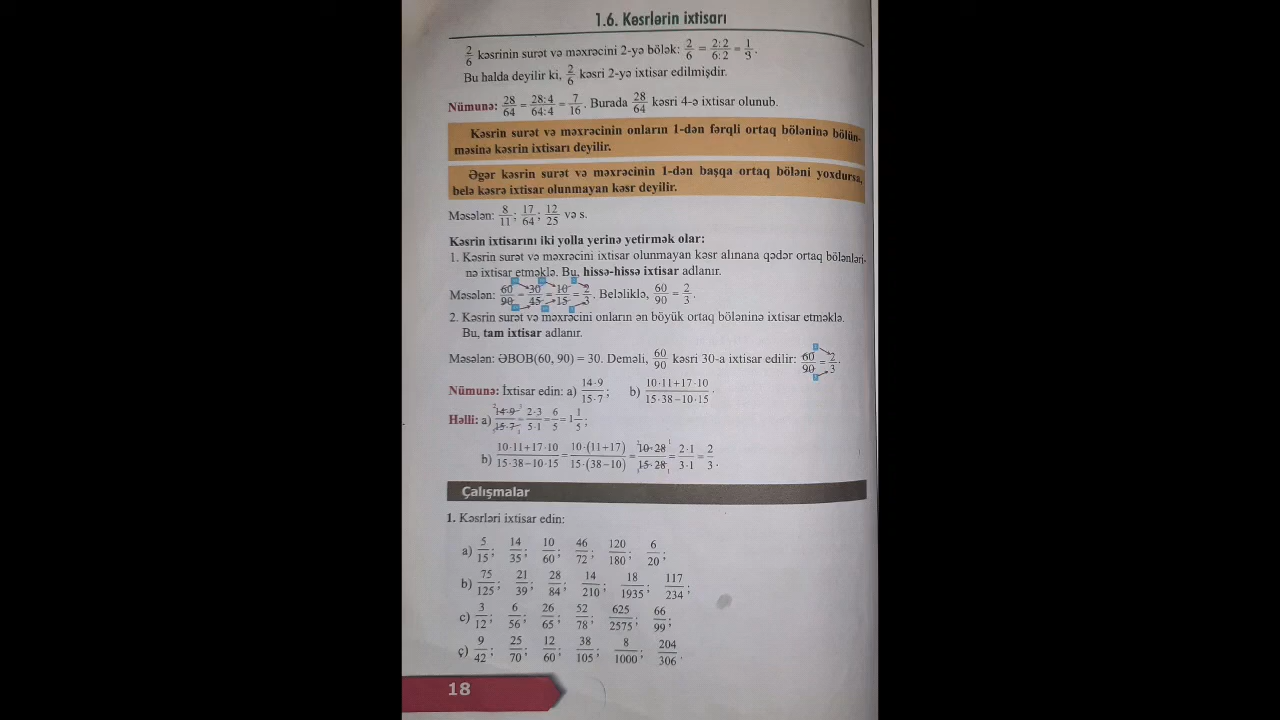 1.6. Kəsrlərin ixtisarı
2/6 kəsrinin surət və məxrəcini 2-yə bölək: 2/6 = 2:2/6:2 = 1/3.
Bu halda deyilir ki, 2/6 kəsri 2-yə ixtisar edilmişdir.
Nümunə: 28/64 = 28:4/64:4 = 7/16. Burada 28/64 kəsri 4-ə ixtisar olunub.
Kəsrin surət və məxrəcinin onların 1-dən fərqli ortaq böləninə bölün-
məsinə kəsrin ixtisarı deyilir.
Əgər kəsrin surət və məxrəcinin 1-dən başqa ortaq böləni yoxdursa,
belə kəsrə ixtisar olunmayan kəsr deyilir.
Məsələn: 8/11; 17/64; 12/25 və s.
Kəsrin ixtisarını iki yolla yerinə yetirmək olar:
1. Kəsrin surət və məxrəcini ixtisar olunmayan kəsr alınana qədər ortaq bölənləri-
nə ixtisar etməklə. Bu, hissə-hissə ixtisar adlanır.
Məsələn: 60/90 = 30/45 = 10/15 = 2/3. Beləliklə, 60/90 = 2/3.
2. Kəsrin surət və məxrəcini onların ən böyük ortaq böləninə ixtisar etməklə.
Bu, tam ixtisar adlanır.
Məsələn: ƏBOB(60, 90) = 30. Deməli, 60/90 kəsri 30-a ixtisar edilir: 60/90 = 2/3.
Nümunə: İxtisar edin: a) 14·9/15·7; b) 10·11+17·10/15·38−10·15.
Həlli: a) 14·9/15·7 = 2·3/5·1 = 6/5 = 1 1/5;
b) 10·11+17·10/15·38−10·15 = 10·(11+17)/15·(38−10) = 10·28/15·28 = 2·1/3·1 = 2/3.
Çalışmalar
1. Kəsrləri ixtisar edin:
a) 5/15; 14/35; 10/60; 46/72; 120/180; 6/20;
b) 75/125; 21/39; 28/84; 14/210; 18/1935; 117/234;
c) 3/12; 6/56; 26/65; 52/78; 625/2575; 66/99;
ç) 9/42; 25/70; 12/60; 38/105; 8/1000; 204/306.
18